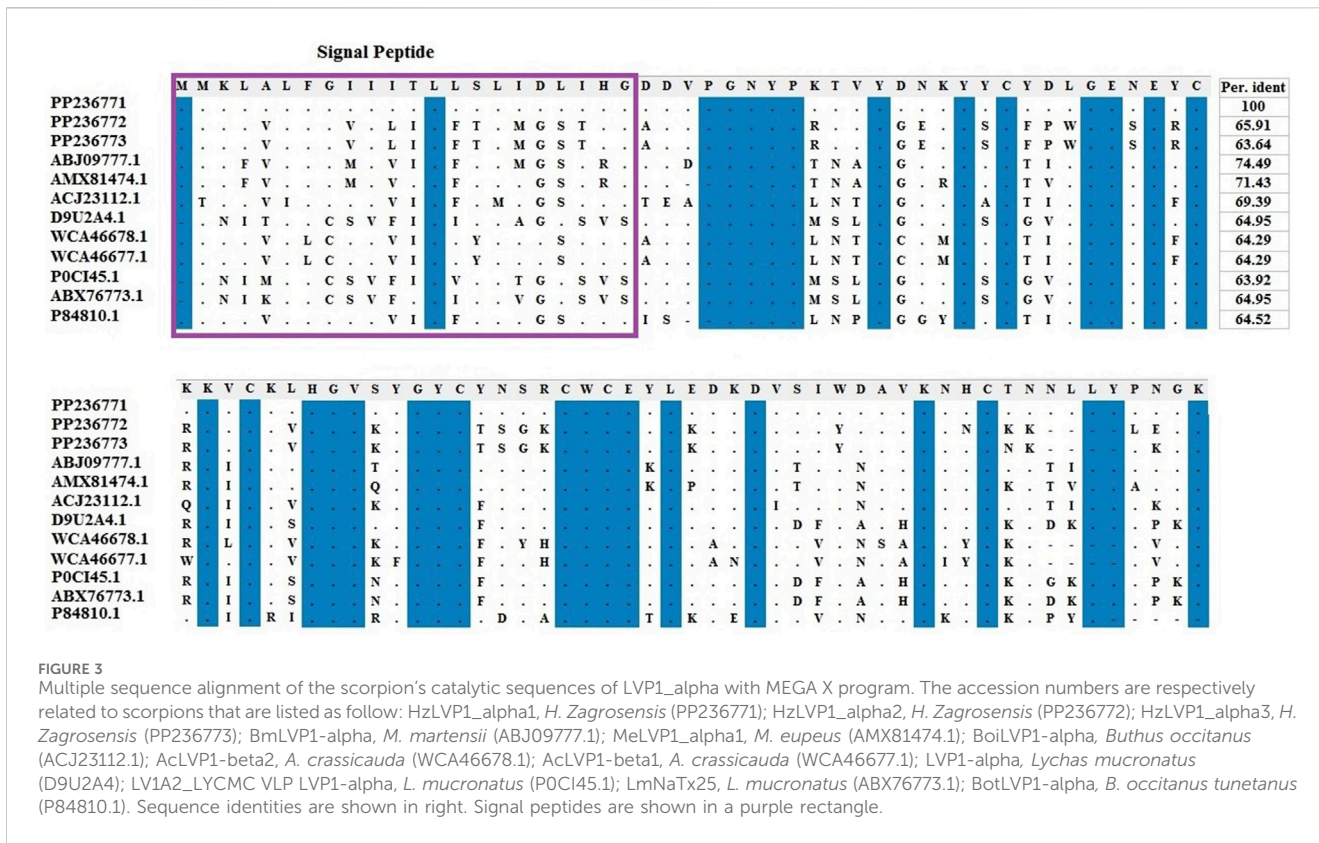 Signal Peptide
M M K L A L F G I I I T L L S L I D L I H G D D V P G N Y P K T V Y D N K Y Y C Y D L G E N E Y C Per. ident
PP236771 . . . . . . . . . . . . . . . . . . . . . . . . . . . . . . . . . . . . . . . . . . . . . . . . . 100
PP236772 . . . . V . . . V . L I . F T . M G S T . . A . . . . . . . R . . . G E . . S . F P W . . S . R . 65.91
PP236773 . . . . V . . . V . L I . F T . M G S T . . A . . . . . . . R . . . G E . . S . F P W . . S . R . 63.64
ABJ09777.1 . . . F V . . . M . V I . F . . M G S . R . . . D . . . . . T N A . G . . . . . T I . . . . . . . 74.49
AMX81474.1 . . . F V . . . M . V . . F . . . G S . R . . . - . . . . . T N A . G . R . . . T V . . . . . . . 71.43
ACJ23112.1 . T . . V I . . . . V I . F . M . G S . . . T E A . . . . . L N T . G . . . A . T I . . . . . F . 69.39
D9U2A4.1 . . N I T . . C S V F I . I . . A G . S V S . . . . . . . . M S L . G . . . S . G V . . . . . . . 64.95
WCA46678.1 . . . . V . L C . . V I . . Y . . . S . . . A . . . . . . . L N T . C . M . . . T I . . . . . F . 64.29
WCA46677.1 . . . . V . L C . . V I . . Y . . . S . . . A . . . . . . . L N T . C . M . . . T I . . . . . F . 64.29
P0CI45.1 . . N I M . . C S V F I . V . . T G . S V S . . . . . . . . M S L . G . . . S . G V . . . . . . . 63.92
ABX76773.1 . . N I K . . C S V F . . I . . V G . S V S . . . . . . . . M S L . G . . . S . G V . . . . . . . 64.95
P84810.1 . . . . V . . . . . V I . F . . . G S . . . I S - . . . . . L N P . G G Y . . . T I . . . . . . . 64.52
K K V C K L H G V S Y G Y C Y N S R C W C E Y L E D K D V S I W D A V K N H C T N N L L Y P N G K
PP236771 . . . . . . . . . . . . . . . . . . . . . . . . . . . . . . . . . . . . . . . . . . . . . . . . .
PP236772 R . . . . V . . . K . . . . T S G K . . . . . . K . . . . . . Y . . . . . N . K K - - . . L E . .
PP236773 R . . . . V . . . K . . . . T S G K . . . . . . K . . . . . . Y . . . . . . . N K - - . . . K . .
ABJ09777.1 R . I . . . . . . T . . . . . . . . . . . . K . . . . . . T . . N . . . . . . . . T I . . . . . .
AMX81474.1 R . I . . . . . . Q . . . . . . . . . . . . K . P . . . . T . . N . . . . . . K . T V . . A . . .
ACJ23112.1 Q . I . . V . . . K . . . . F . . . . . . . . . . . . . I . . . N . . . . . . . . T I . . . K . .
D9U2A4.1 R . I . . S . . . . . . . . F . . . . . . . . . . . . . . D F . A . H . . . . K . D K . . . P K .
WCA46678.1 R . L . . V . . . K . . . . F . Y H . . . . . . . A . . . . V . N S A . . Y . K . - - . . . V . .
WCA46677.1 W . . . . V . . . K F . . . F . . H . . . . . . . A N . . . V . N . A . I Y . K . - - . . . V . .
P0CI45.1 R . I . . S . . . N . . . . F . . . . . . . . . . . . . . D F . A . H . . . . K . G K . . . P K .
ABX76773.1 R . I . . S . . . N . . . . F . . . . . . . . . . . . . . D F . A . H . . . . K . D K . . . P K .
P84810.1 . . I . R I . . . R . . . . . D . A . . . . T . K . E . . . V . N . . . K . . K . P Y - - - - - .
FIGURE 3
Multiple sequence alignment of the scorpion's catalytic sequences of LVP1_alpha with MEGA X program. The accession numbers are respectively
related to scorpions that are listed as follow: HzLVP1_alpha1, H. Zagrosensis (PP236771); HzLVP1_alpha2, H. Zagrosensis (PP236772); HzLVP1_alpha3, H.
Zagrosensis (PP236773); BmLVP1-alpha, M. martensii (ABJ09777.1); MeLVP1_alpha1, M. eupeus (AMX81474.1); BoiLVP1-alpha, Buthus occitanus
(ACJ23112.1); AcLVP1-beta2, A. crassicauda (WCA46678.1); AcLVP1-beta1, A. crassicauda (WCA46677.1); LVP1-alpha, Lychas mucronatus
(D9U2A4); LV1A2_LYCMC VLP LVP1-alpha, L. mucronatus (P0CI45.1); LmNaTx25, L. mucronatus (ABX76773.1); BotLVP1-alpha, B. occitanus tunetanus
(P84810.1). Sequence identities are shown in right. Signal peptides are shown in a purple rectangle.